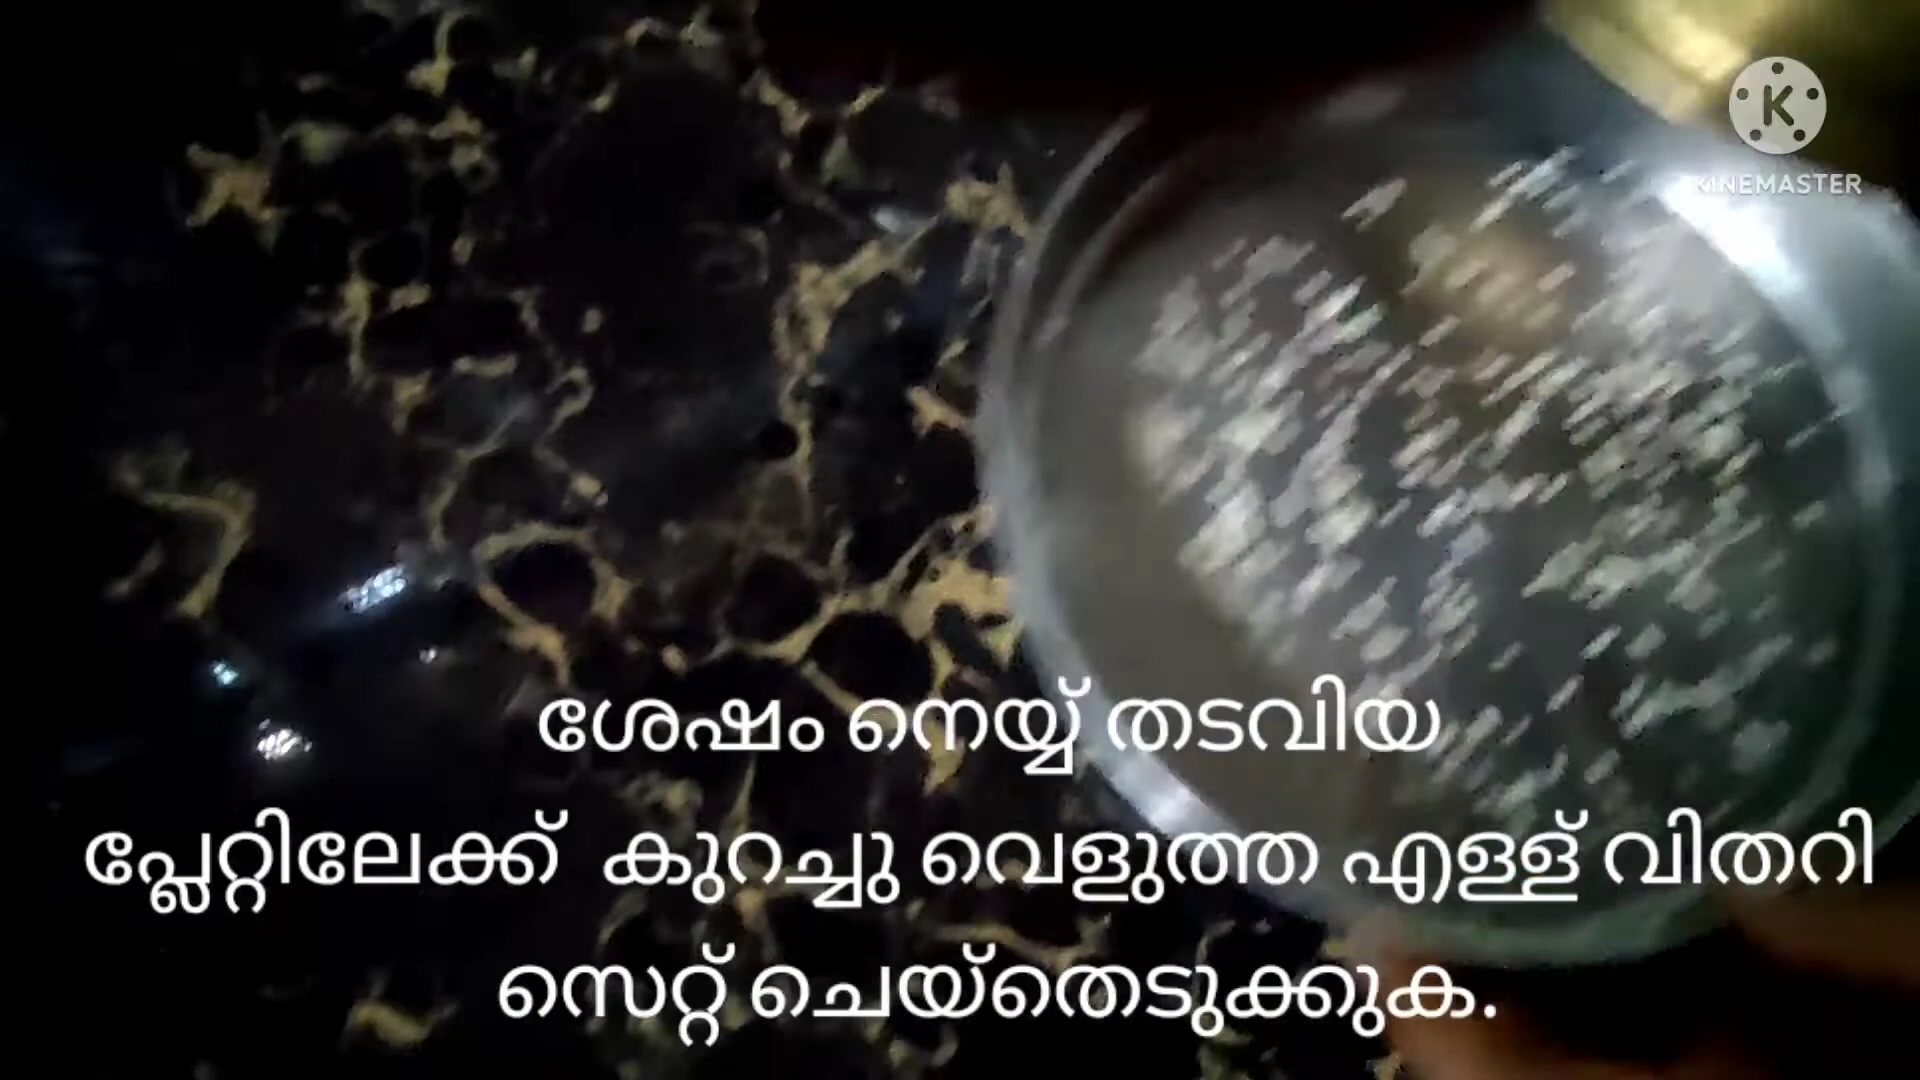 KINEMASTER
ശേഷം നെയ്യ് തടവിയ
പ്ലേറ്റിലേക്ക് കുറച്ചു വെളുത്ത എള്ള് വിതറി
സെറ്റ് ചെയ്തെടുക്കുക.